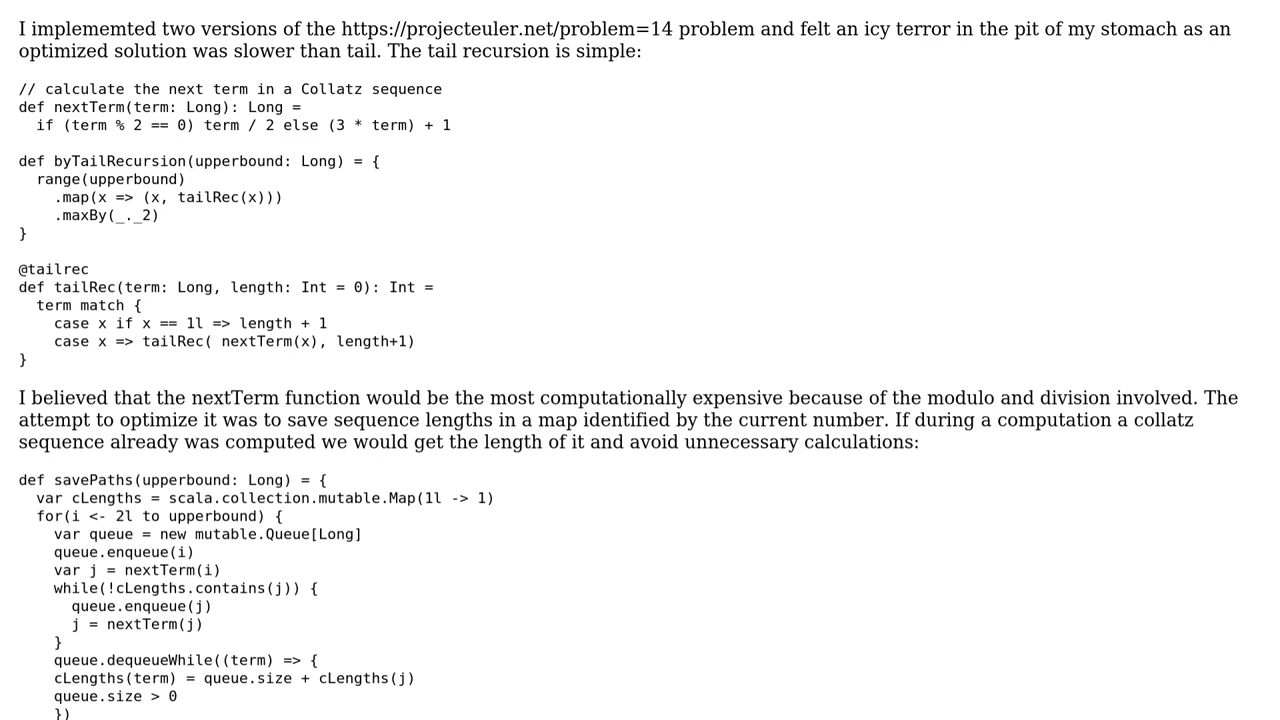 I implememted two versions of the https://projecteuler.net/problem=14 problem and felt an icy terror in the pit of my stomach as an
optimized solution was slower than tail. The tail recursion is simple:
// calculate the next term in a Collatz sequence
def nextTerm(term: Long): Long =
  if (term % 2 == 0) term / 2 else (3 * term) + 1
def byTailRecursion(upperbound: Long) = {
  range(upperbound)
    .map(x => (x, tailRec(x)))
    .maxBy(_._2)
}
@tailrec
def tailRec(term: Long, length: Int = 0): Int =
  term match {
    case x if x == 1l => length + 1
    case x => tailRec( nextTerm(x), length+1)
}
I believed that the nextTerm function would be the most computationally expensive because of the modulo and division involved. The
attempt to optimize it was to save sequence lengths in a map identified by the current number. If during a computation a collatz
sequence already was computed we would get the length of it and avoid unnecessary calculations:
def savePaths(upperbound: Long) = {
  var cLengths = scala.collection.mutable.Map(1l -> 1)
  for(i <- 2l to upperbound) {
    var queue = new mutable.Queue[Long]
    queue.enqueue(i)
    var j = nextTerm(i)
    while(!cLengths.contains(j)) {
      queue.enqueue(j)
      j = nextTerm(j)
    }
    queue.dequeueWhile((term) => {
    cLengths(term) = queue.size + cLengths(j)
    queue.size > 0
    })